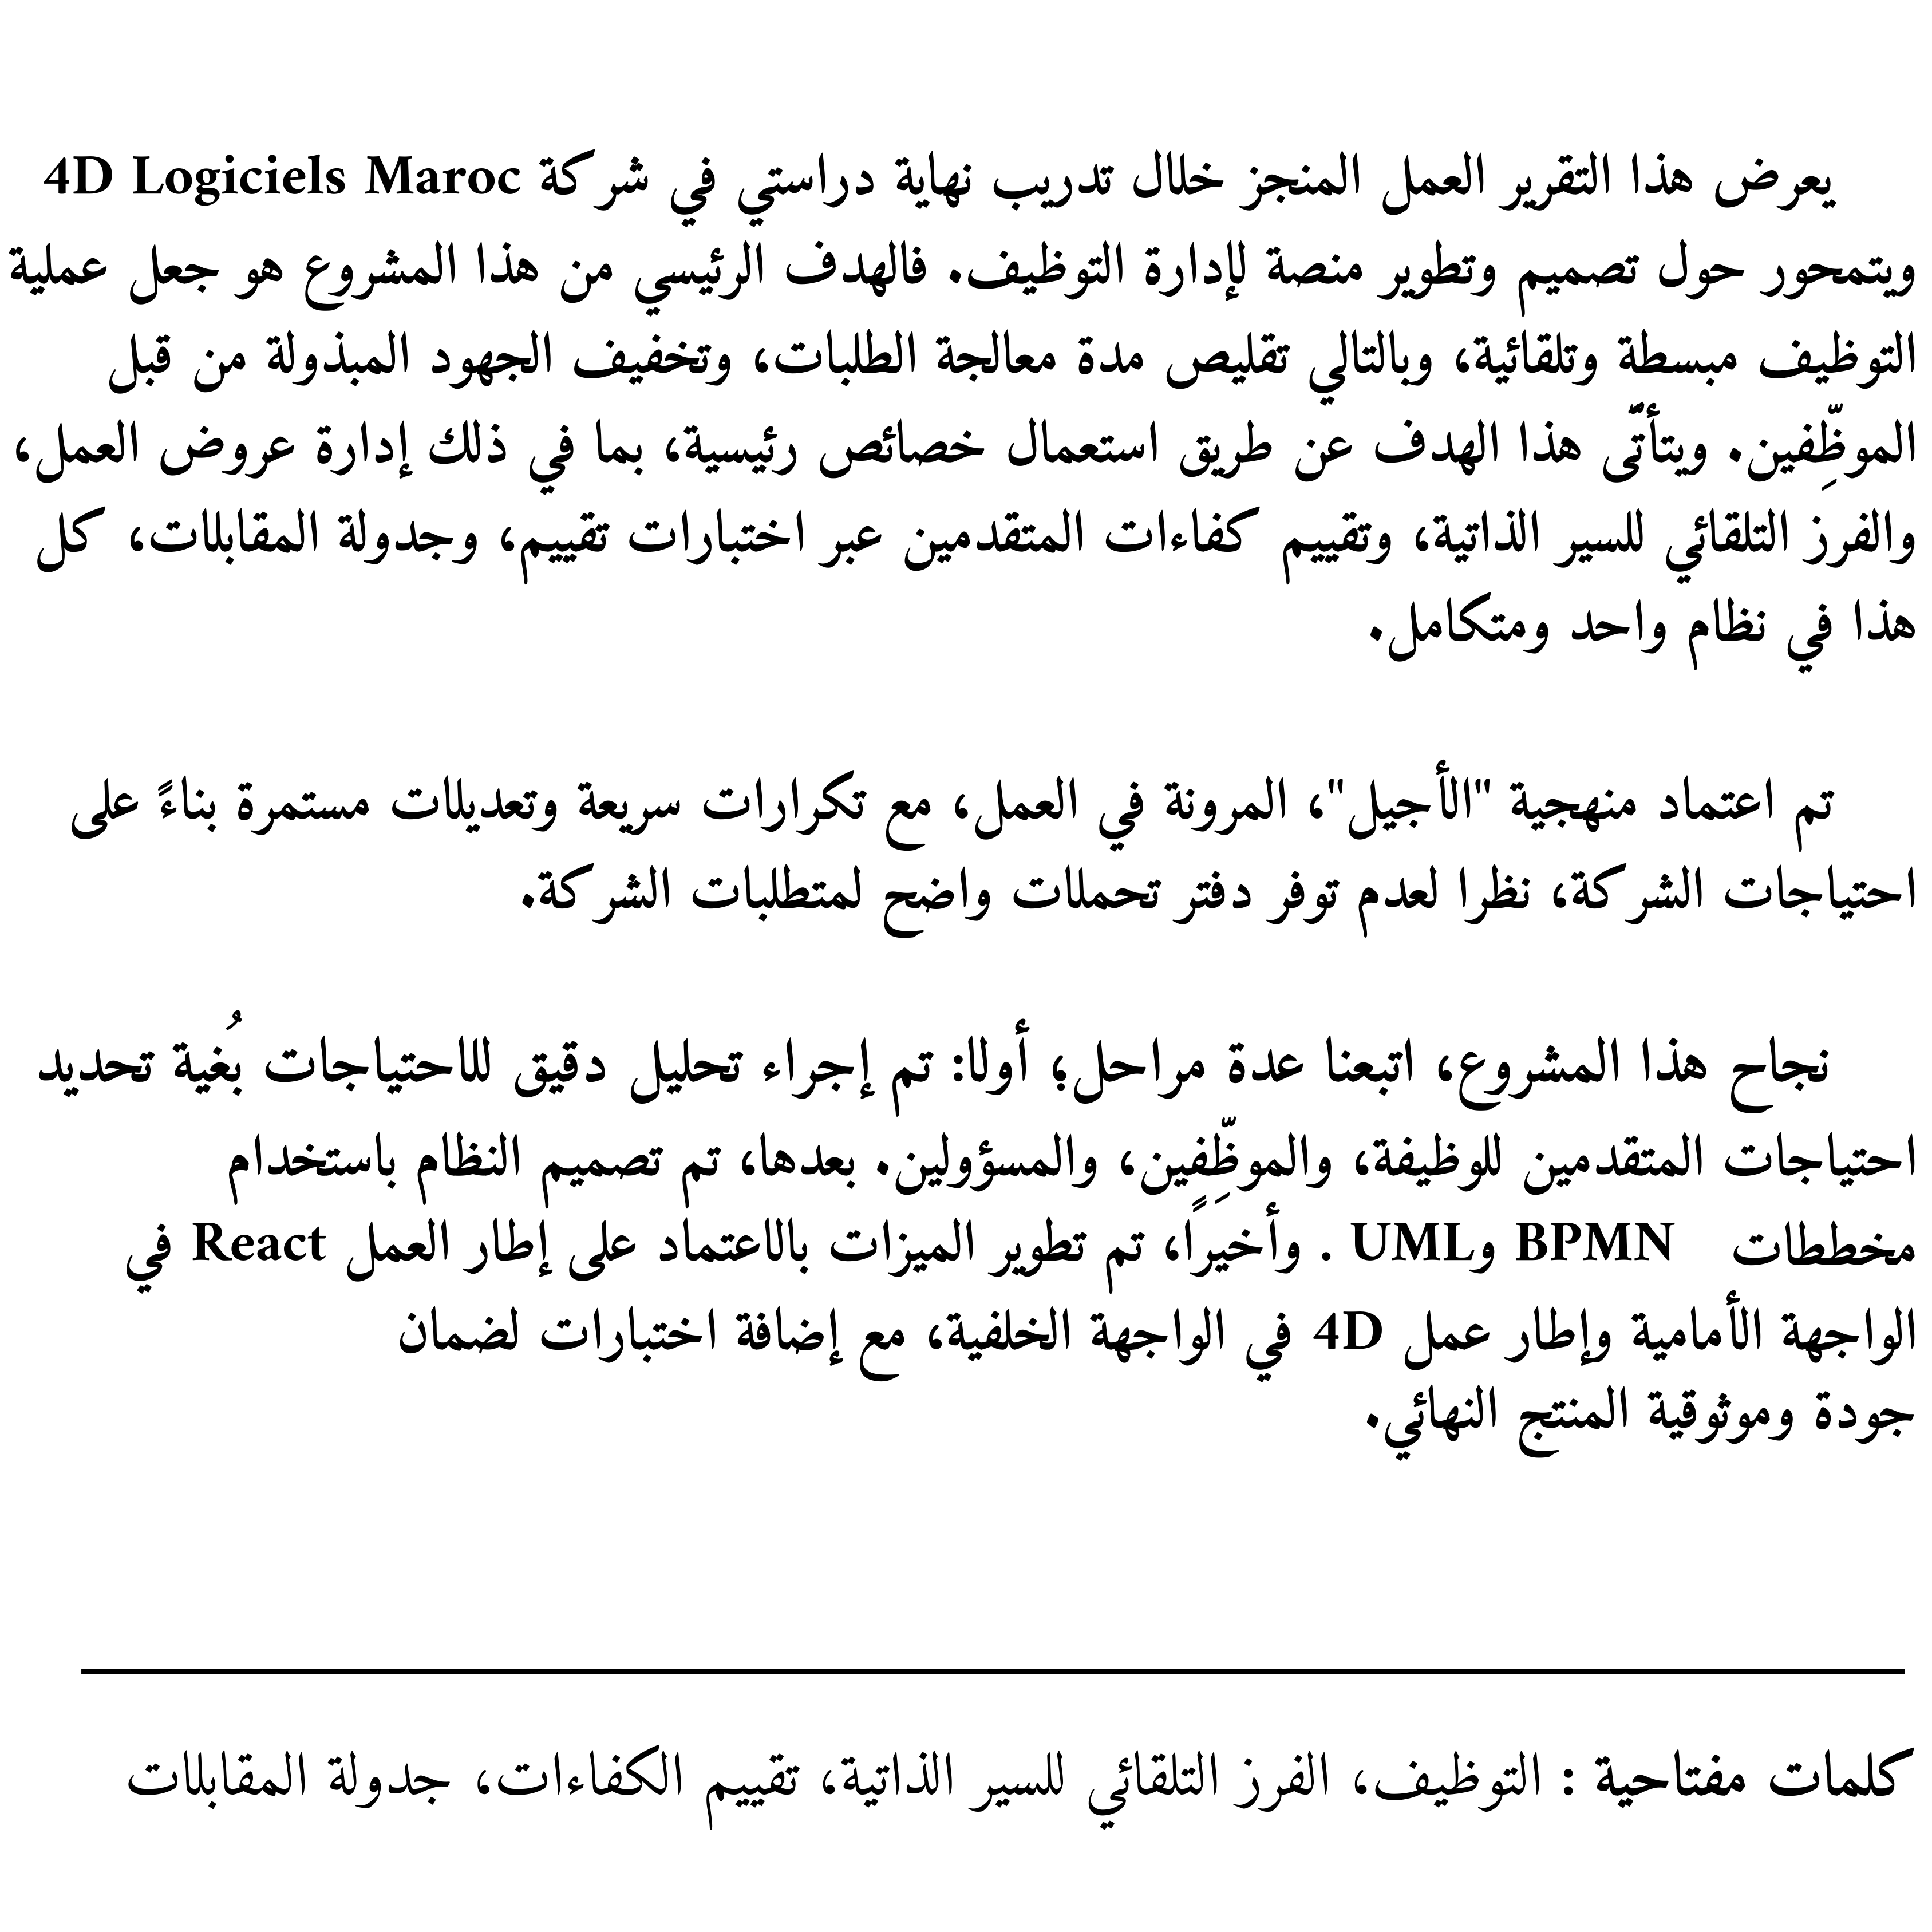 يعرض هذا التقرير العمل المنجز خلال تدريب نهاية دراستي في شركة 4D Logiciels Maroc
ويتمحور حول تصميم وتطوير منصة لإدارة التوظيف. فالهدف الرئيسي من هذا المشروع هو جعل عملية
التوظيف مبسطة وتلقائية، وبالتالي تقليص مدة معالجة الطلبات، وتخفيف الجهود المبذولة من قبل
الموظِّفين. ويتأتّى هذا الهدف عن طريق استعمال خصائص رئيسية، بما في ذلك إدارة عروض العمل،
والفرز التلقائي للسير الذاتية، وتقييم كفاءات المتقدمين عبر اختبارات تقييم، وجدولة المقابلات، كل
هذا في نظام واحد ومتكامل.
تم اعتماد منهجية "الأجيل"، المرونة في العمل، مع تكرارات سريعة وتعديلات مستمرة بناءً على
احتياجات الشركة، نظرا لعدم توفر دفتر تحملات واضح لمتطلبات الشركة.
نجاح هذا المشروع، اتبعنا عدة مراحل؛ أولا: تم إجراء تحليل دقيق للاحتياجات بُغية تحديد
احتياجات المتقدمين للوظيفة، والموظِّفين، والمسؤولين. بعدها، تم تصميم النظام باستخدام
مخططات BPMN وUML . وأخيرًا، تم تطوير الميزات بالاعتماد على إطار العمل React في
الواجهة الأمامية وإطار عمل 4D في الواجهة الخلفية، مع إضافة اختبارات لضمان
جودة وموثوقية المنتج النهائي.
كلمات مفتاحية : التوظيف، الفرز التلقائي للسير الذاتية، تقييم الكفاءات، جدولة المقابلات